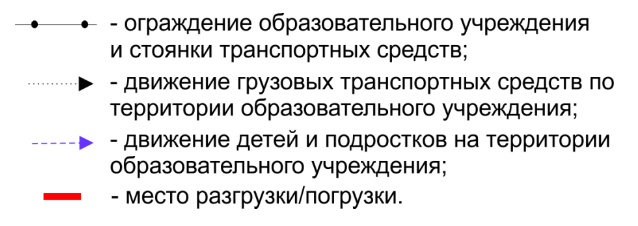 - ограждение образовательного учреждения
и стоянки транспортных средств;
- движение грузовых транспортных средств по
территории образовательного учреждения;
- движение детей и подростков на территории
образовательного учреждения;
- место разгрузки/погрузки.